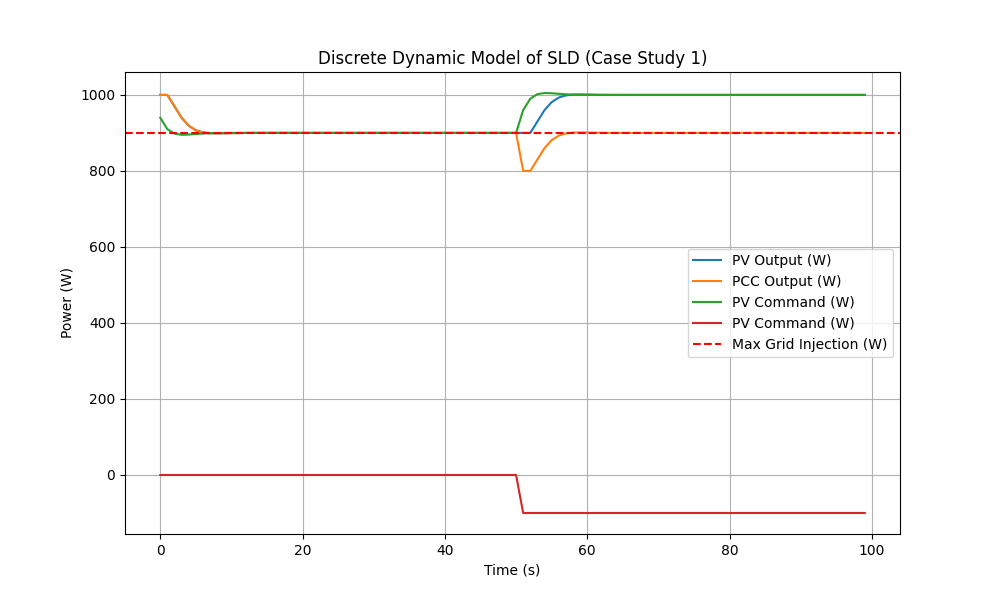 Discrete Dynamic Model of SLD (Case Study 1)
1000
800
600
400
200
0
Power (W)
PV Output (W)
PCC Output (W)
PV Command (W)
PV Command (W)
Max Grid Injection (W)
0 20 40 60 80 100
Time (s)